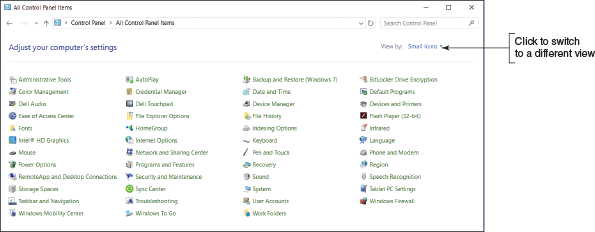 All Control Panel Items
Control Panel > All Control Panel Items
Search Control Panel
Adjust your computer's settings
View by: Small icons
Click to switch
to a different view
Administrative Tools AutoPlay Backup and Restore (Windows 7) BitLocker Drive Encryption
Color Management Credential Manager Date and Time Default Programs
Dell Audio Dell Touchpad Device Manager Devices and Printers
Ease of Access Center File Explorer Options File History Flash Player (32-bit)
Fonts HomeGroup Indexing Options Infrared
Intel® HD Graphics Internet Options Keyboard Language
Mouse Network and Sharing Center Pen and Touch Phone and Modem
Power Options Programs and Features Recovery Region
RemoteApp and Desktop Connections Security and Maintenance Sound Speech Recognition
Storage Spaces Sync Center System Tablet PC Settings
Taskbar and Navigation Troubleshooting User Accounts Windows Firewall
Windows Mobility Center Windows To Go Work Folders